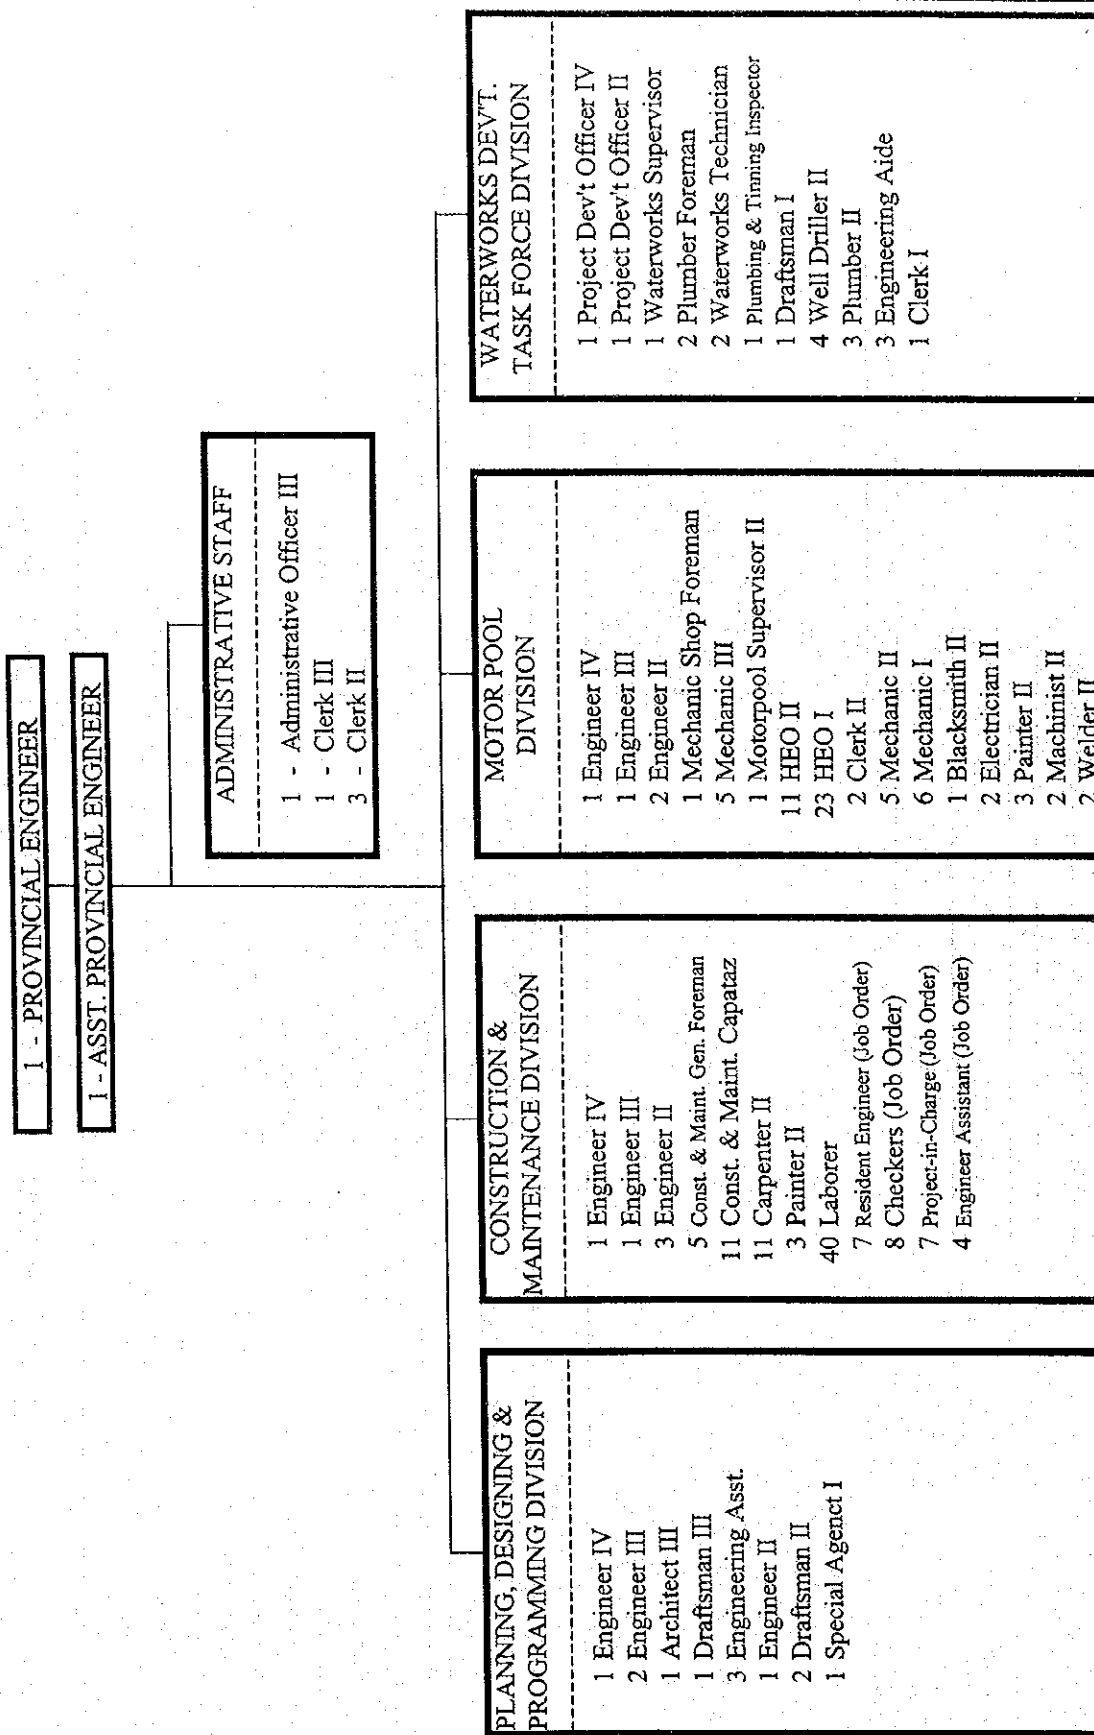 1 - PROVINCIAL ENGINEER
1 - ASST. PROVINCIAL ENGINEER
ADMINISTRATIVE STAFF
1 - Administrative Officer III
1 - Clerk III
3 - Clerk II
PLANNING, DESIGNING &
PROGRAMMING DIVISION
1 Engineer IV
2 Engineer III
1 Architect III
1 Draftsman III
3 Engineering Asst.
1 Engineer II
2 Draftsman II
1 Special Agenct I
CONSTRUCTION &
MAINTENANCE DIVISION
1 Engineer IV
1 Engineer III
3 Engineer II
5 Const. & Maint. Gen. Foreman
11 Const. & Maint. Capataz
11 Carpenter II
3 Painter II
40 Laborer
7 Resident Engineer (Job Order)
8 Checkers (Job Order)
7 Project-in-Charge (Job Order)
4 Engineer Assistant (Job Order)
MOTOR POOL
DIVISION
1 Engineer IV
1 Engineer III
2 Engineer II
1 Mechanic Shop Foreman
5 Mechanic III
1 Motorpool Supervisor II
11 HEO II
23 HEO I
2 Clerk II
5 Mechanic II
6 Mechanic I
1 Blacksmith II
2 Electrician II
3 Painter II
2 Machinist II
2 Welder II
WATERWORKS DEV'T.
TASK FORCE DIVISION
1 Project Dev't Officer IV
1 Project Dev't Officer II
1 Waterworks Supervisor
2 Plumber Foreman
2 Waterworks Technician
1 Plumbing & Tinning Inspector
1 Draftsman I
4 Well Driller II
3 Plumber II
3 Engineering Aide
1 Clerk I